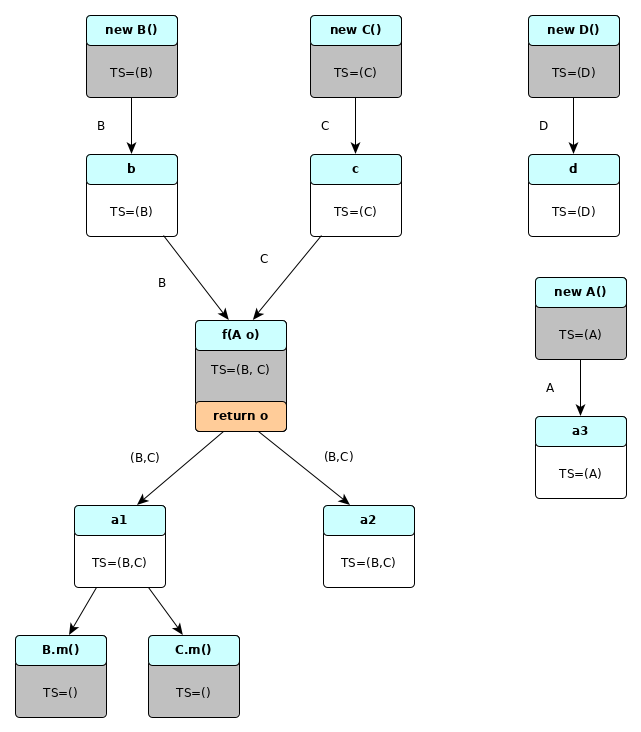 new B()
TS=(B)
new C()
TS=(C)
new D()
TS=(D)
B
C
D
b
TS=(B)
c
TS=(C)
d
TS=(D)
B
C
new A()
TS=(A)
A
f(A o)
TS=(B, C)
return o
a3
TS=(A)
(B,C)
(B,C)
a1
TS=(B,C)
a2
TS=(B,C)
B.m()
TS=()
C.m()
TS=()